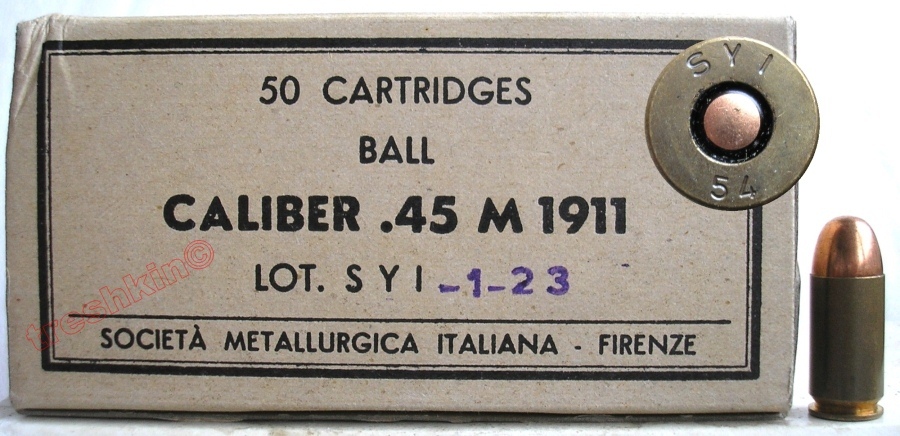 50 CARTRIDGES
BALL
CALIBER .45 M 1911
LOT. S Y I -1-23
SOCIETÀ METALLURGICA ITALIANA - FIRENZE
S Y I
54
treshkin©